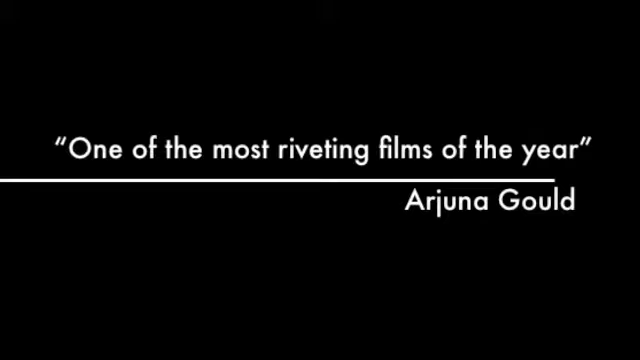 “One of the most riveting films of the year”
Arjuna Gould